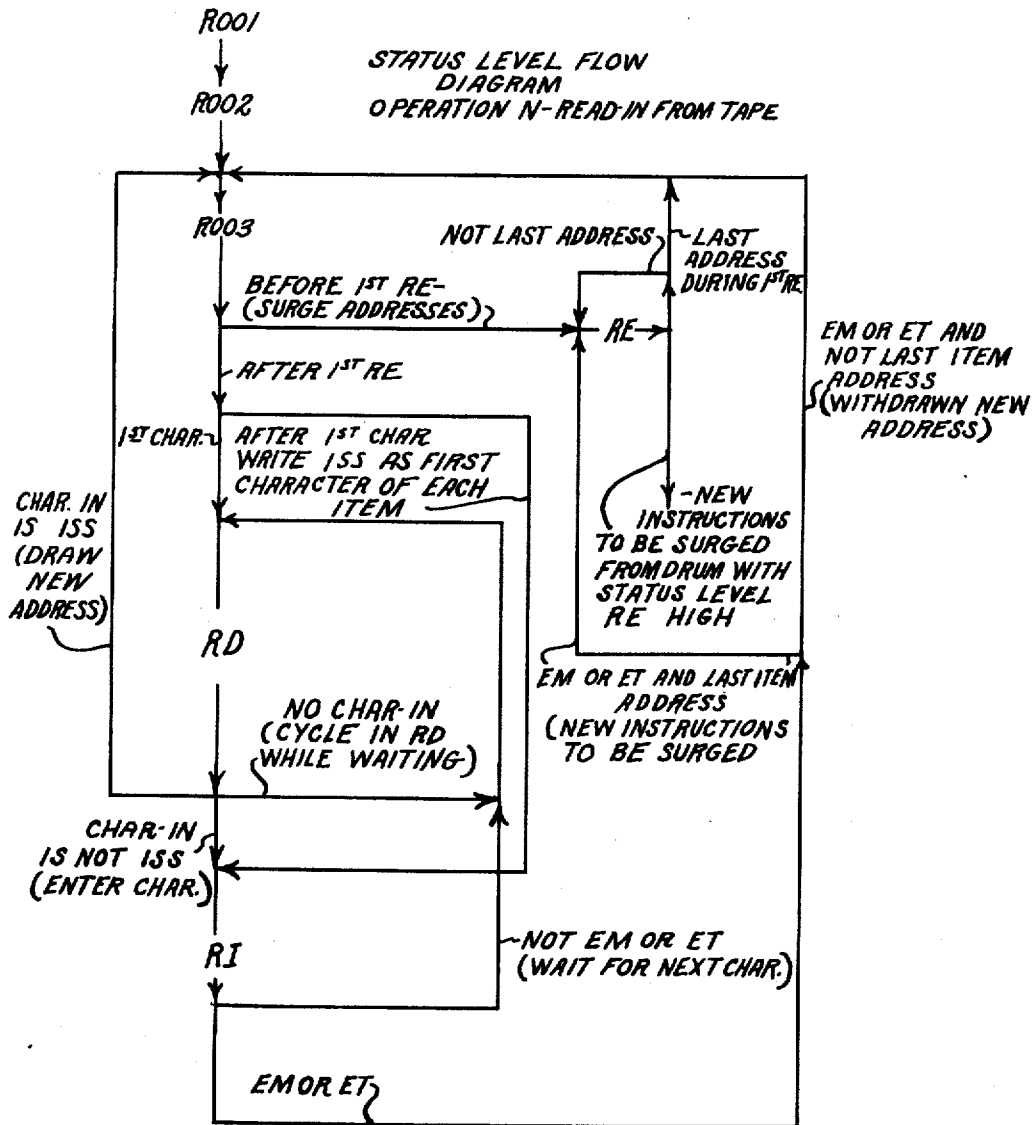 R001
STATUS LEVEL FLOW
DIAGRAM
OPERATION N-READ-IN FROM TAPE
R002
R003
NOT LAST ADDRESS
LAST
ADDRESS
DURING 1ST RE.
BEFORE 1ST RE-
(SURGE ADDRESSES)
RE
EM OR ET AND
NOT LAST ITEM
ADDRESS
(WITHDRAWN NEW
ADDRESS)
AFTER 1ST RE
1ST CHAR.
AFTER 1ST CHAR
WRITE ISS AS FIRST
CHARACTER OF EACH
ITEM
CHAR. IN
IS ISS
(DRAW
NEW
ADDRESS)
-NEW
INSTRUCTIONS
TO BE SURGED
FROM DRUM WITH
STATUS LEVEL
RE HIGH
RD
EM OR ET AND LAST ITEM
ADDRESS
(NEW INSTRUCTIONS
TO BE SURGED
NO CHAR-IN
(CYCLE IN RD
WHILE WAITING)
CHAR-IN
IS NOT ISS
(ENTER CHAR.)
RI
NOT EM OR ET
(WAIT FOR NEXT CHAR.)
EM OR ET